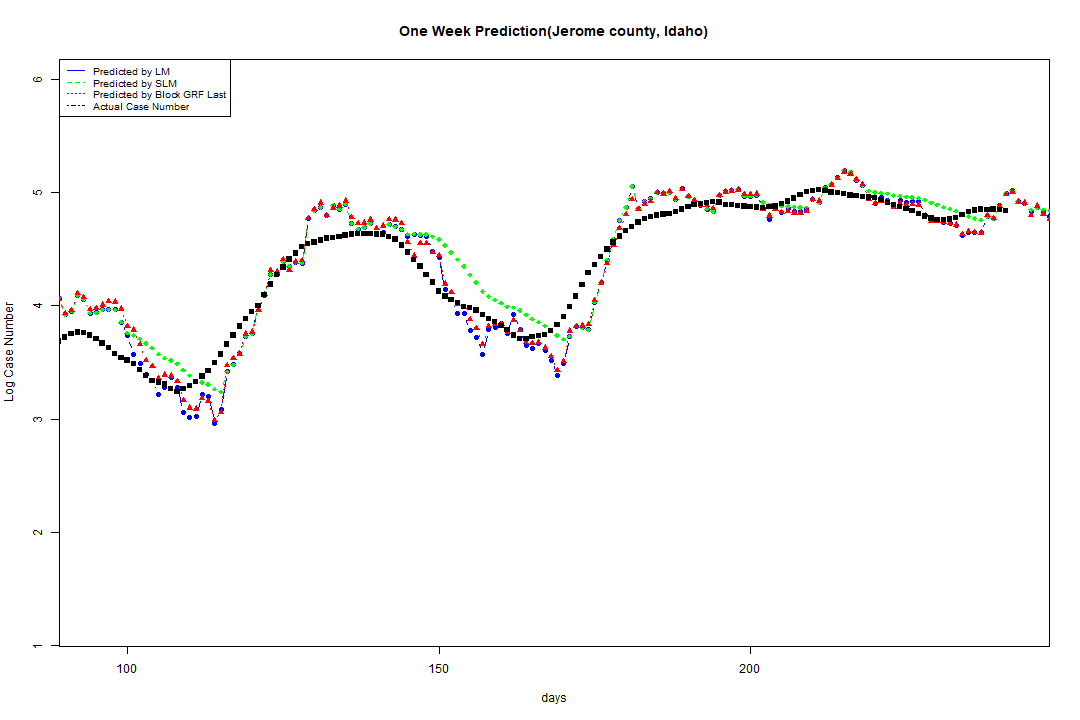 One Week Prediction(Jerome county, Idaho)
Predicted by LM
Predicted by SLM
Predicted by Block GRF Last
Actual Case Number
6
5
4
3
2
1
Log Case Number
100 150 200
days